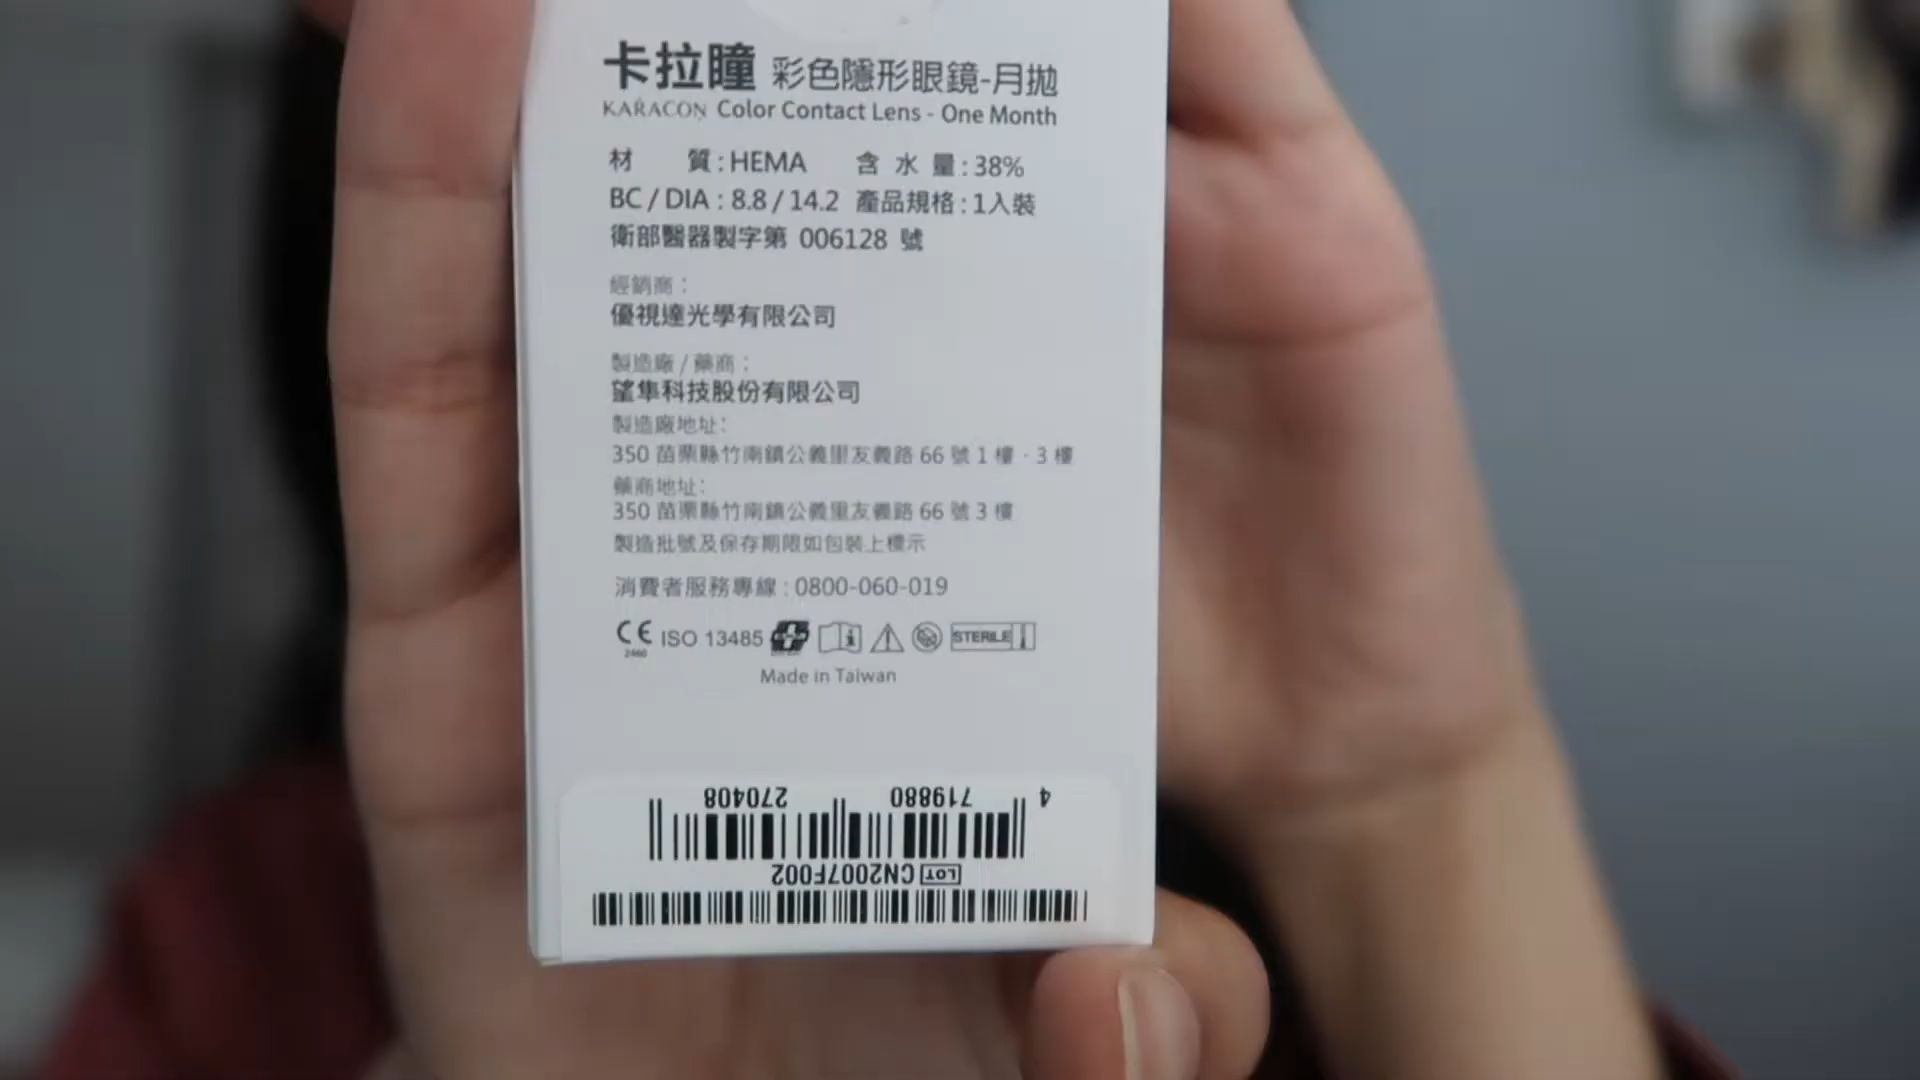 卡拉瞳 彩色隱形眼鏡-月拋
KARACON Color Contact Lens - One Month
材 質:HEMA 含 水 量:38%
BC / DIA : 8.8 / 14.2 產品規格:1入裝
衛部醫器製字第 006128 號
經銷商:
優視達光學有限公司
製造廠 / 藥商:
望隼科技股份有限公司
製造廠地址:
350 苗栗縣竹南鎮公義里友義路 66 號 1 樓、3 樓
藥商地址:
350 苗栗縣竹南鎮公義里友義路 66 號 3 樓
製造批號及保存期限如包裝上標示
消費者服務專線 : 0800-060-019
CE ISO 13485 STERILE
2460
Made in Taiwan
4 719880 270408
LOT CN2007F002